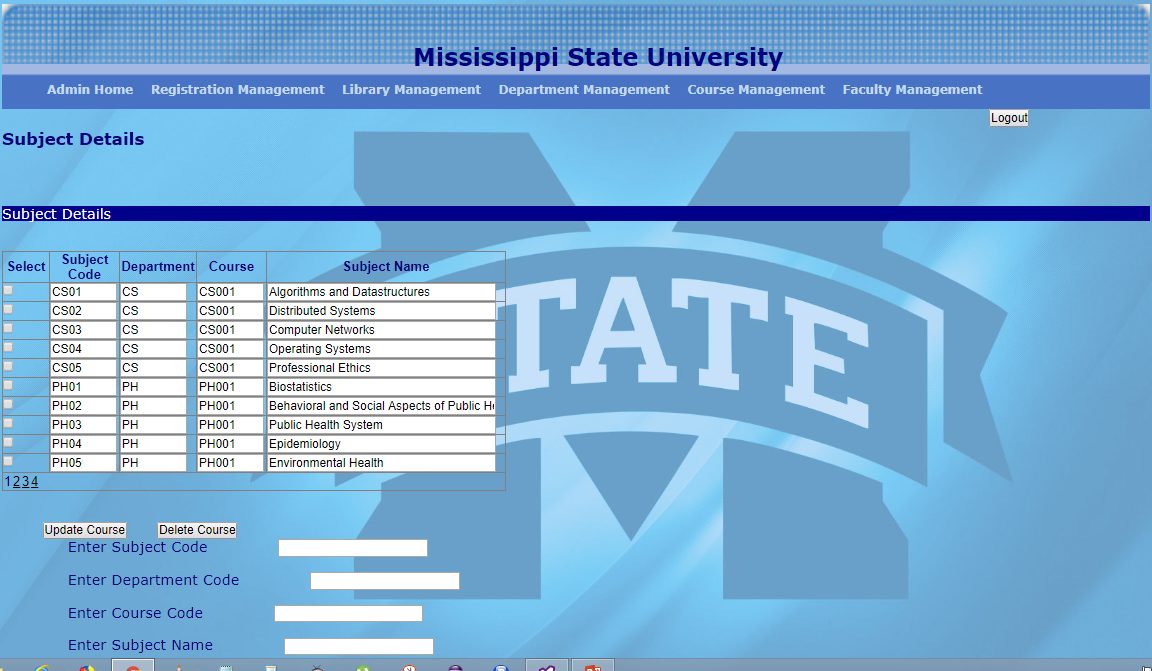 Mississippi State University
Admin Home Registration Management Library Management Department Management Course Management Faculty Management
Logout
Subject Details
Subject Details
Select Subject Code Department Course Subject Name
CS01 CS CS001 Algorithms and Datastructures
CS02 CS CS001 Distributed Systems
CS03 CS CS001 Computer Networks
CS04 CS CS001 Operating Systems
CS05 CS CS001 Professional Ethics
PH01 PH PH001 Biostatistics
PH02 PH PH001 Behavioral and Social Aspects of Public
PH03 PH PH001 Public Health System
PH04 PH PH001 Epidemiology
PH05 PH PH001 Environmental Health
1 2 3 4
STATE
Update Course Delete Course
Enter Subject Code
Enter Department Code
Enter Course Code
Enter Subject Name